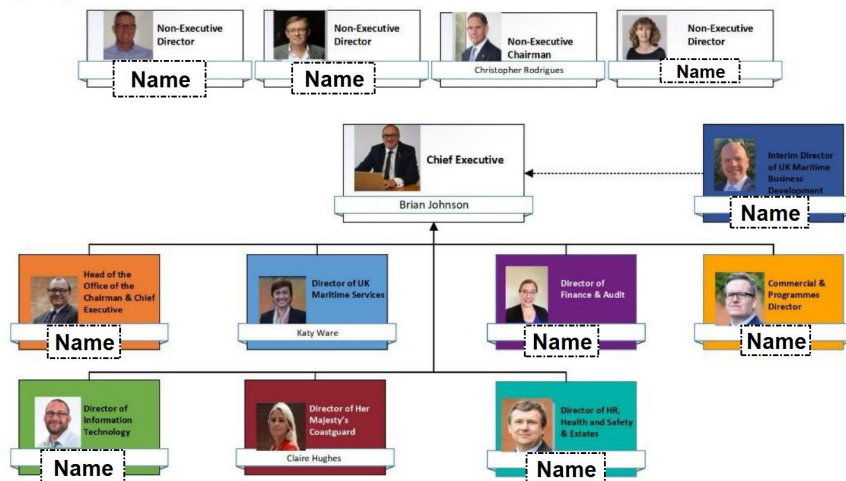 Non-Executive
Director
Name
Non-Executive
Director
Name
Non-Executive
Chairman
Christopher Rodrigues
Non-Executive
Director
Name
Chief Executive
Brian Johnson
Interim Director
of UK Maritime
Business
Development
Name
Head of the
Office of the
Chairman & Chief
Executive
Name
Director of UK
Maritime Services
Katy Ware
Director of
Finance & Audit
Name
Commercial &
Programmes
Director
Name
Director of
Information
Technology
Name
Director of Her
Majesty's
Coastguard
Claire Hughes
Director of HR,
Health and Safety
& Estates
Name